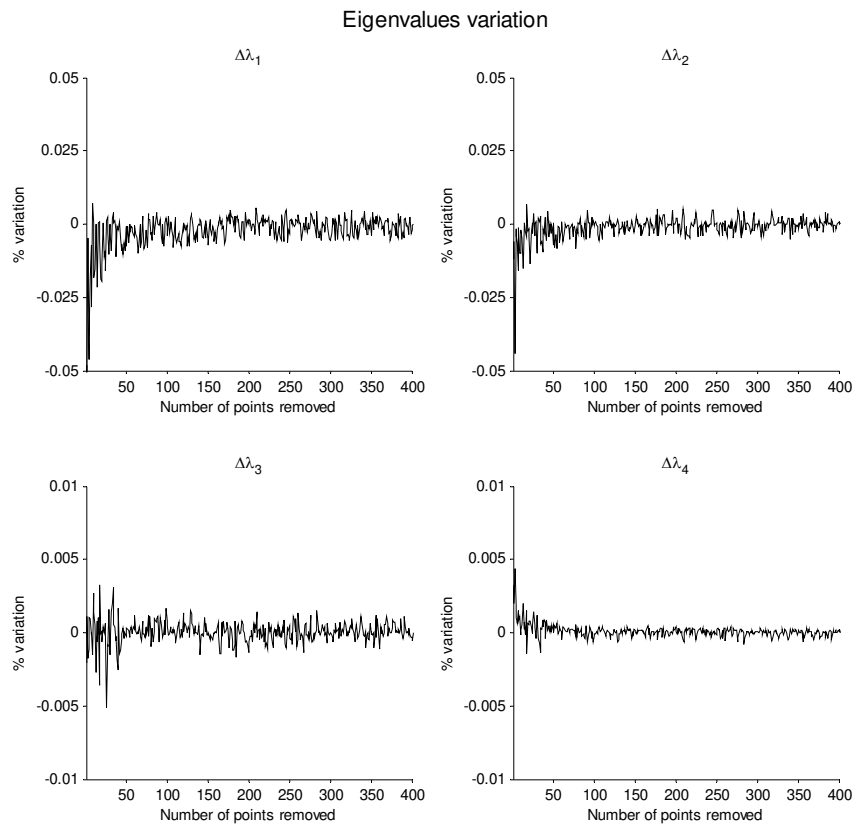 Eigenvalues variation
Δλ1
0.05
0.025
0
-0.025
-0.05
% variation
50 100 150 200 250 300 350 400
Number of points removed
Δλ2
0.05
0.025
0
-0.025
-0.05
% variation
50 100 150 200 250 300 350 400
Number of points removed
Δλ3
0.01
0.005
0
-0.005
-0.01
% variation
50 100 150 200 250 300 350 400
Number of points removed
Δλ4
0.01
0.005
0
-0.005
-0.01
% variation
50 100 150 200 250 300 350 400
Number of points removed